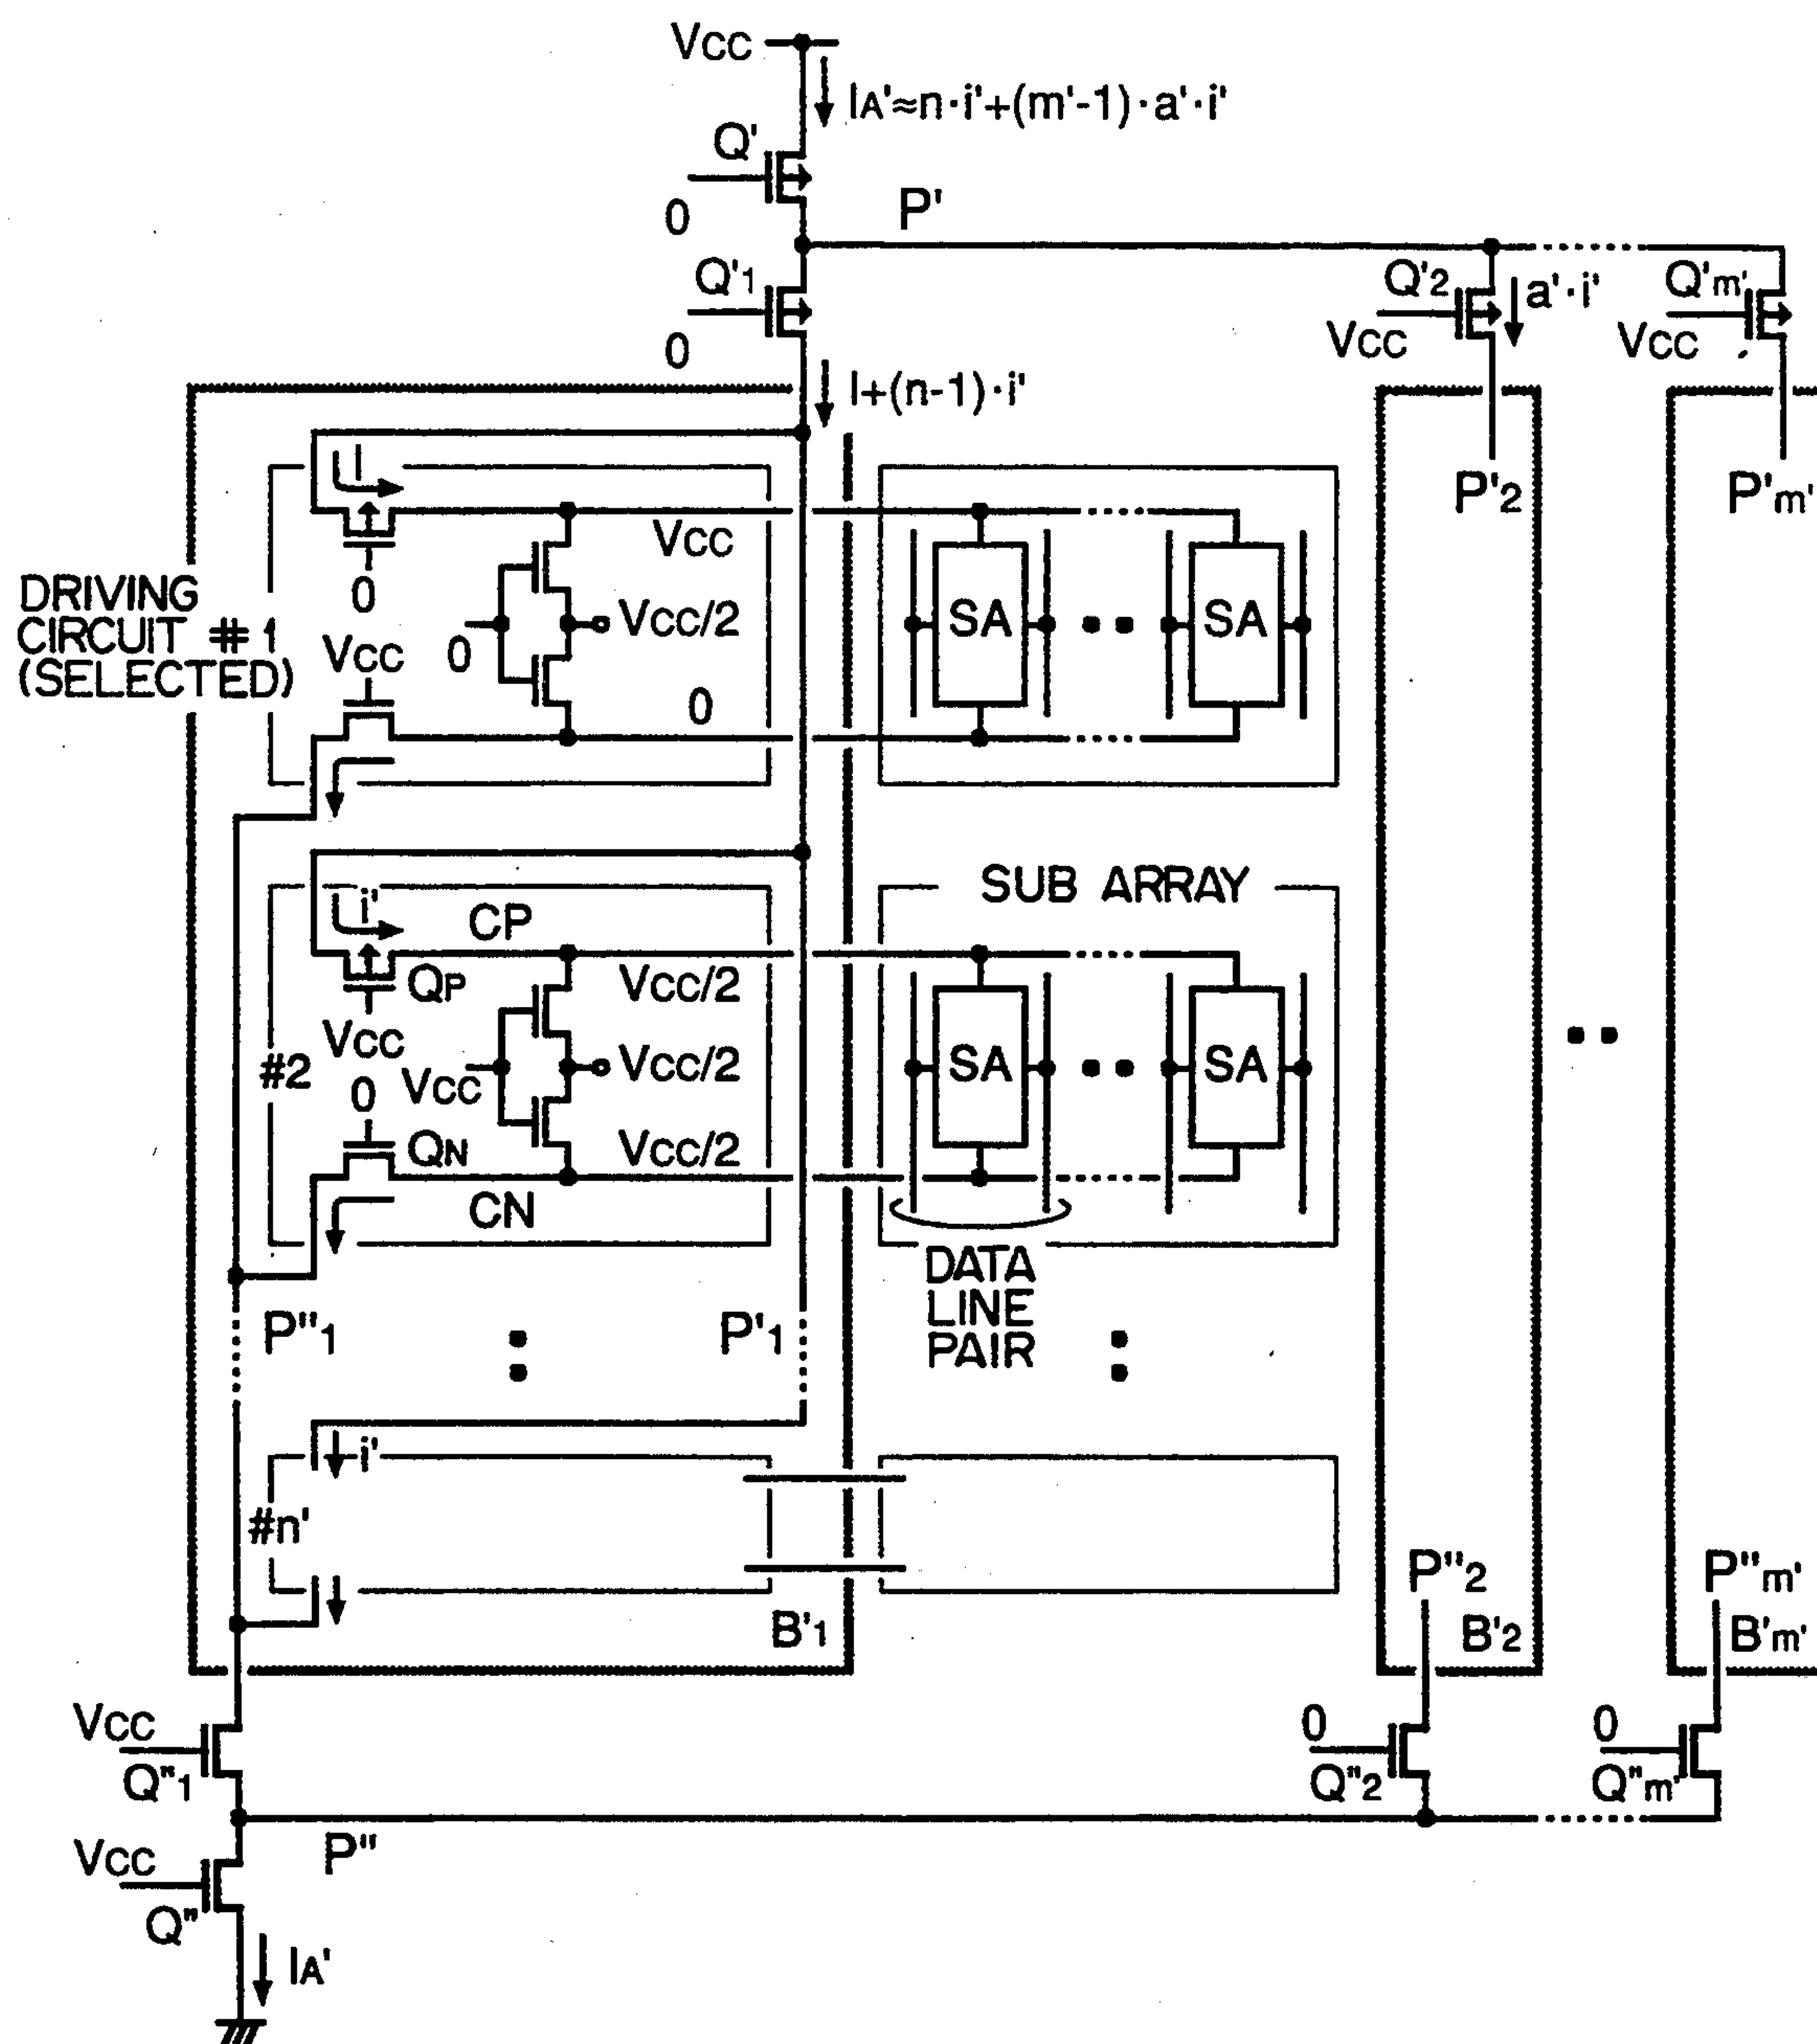 VCC
IA'≈n·i'+(m'-1)·a'·i'
Q'
0
P'
Q'1
0
Q'2
a'·i'
Q'm'
VCC
VCC
I+(n-1)·i'
I
P'2
P'm'
VCC
0
DRIVING
CIRCUIT #1
(SELECTED)
VCC/2
SA
SA
VCC
0
0
i'
CP
SUB ARRAY
QP
VCC/2
VCC
#2
VCC
VCC/2
SA
SA
0
QN
VCC/2
CN
DATA
LINE
PAIR
P"1
P'1
i'
#n'
P"2
P"m'
B'1
B'2
B'm'
VCC
Q"1
0
Q"2
0
Q"m'
P"
VCC
Q"
IA'